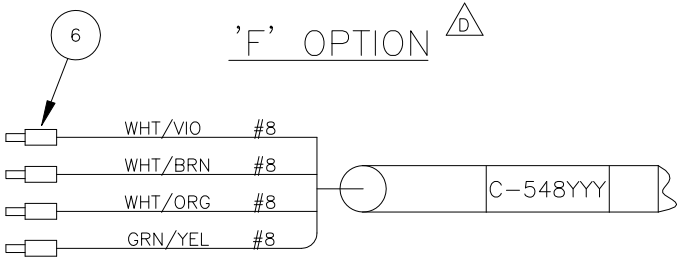 6
'F' OPTION D
WHT/VIO #8
WHT/BRN #8
WHT/ORG #8
GRN/YEL #8
C-548YYY